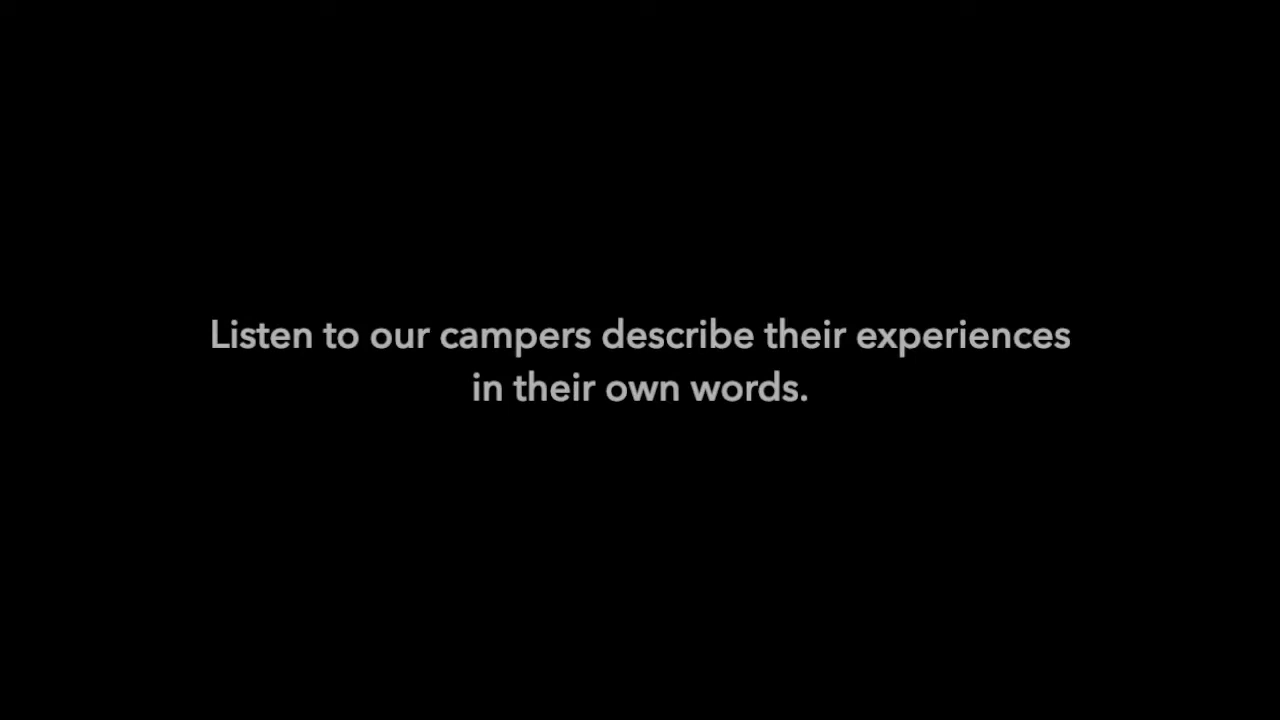 Listen to our campers describe their experiences
in their own words.